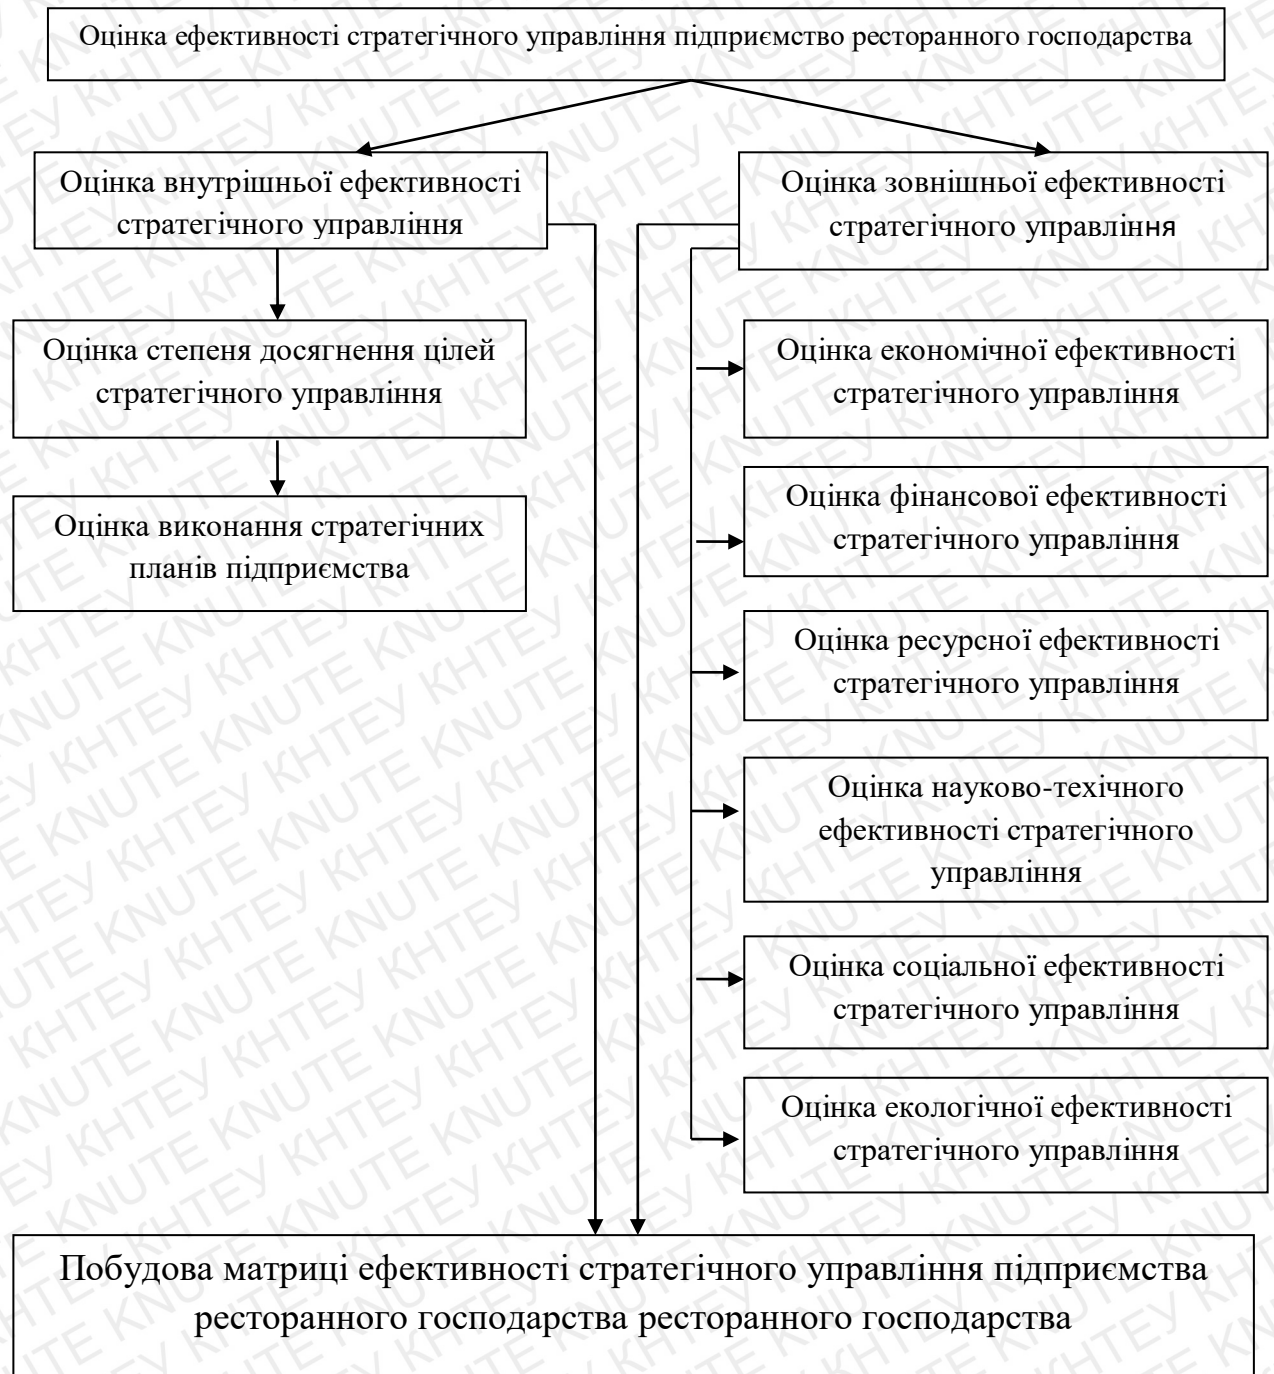 Оцінка ефективності стратегічного управління підприємство ресторанного господарства
Оцінка внутрішньої ефективності
стратегічного управління
Оцінка зовнішньої ефективності
стратегічного управління
Оцінка степеня досягнення цілей
стратегічного управління
Оцінка виконання стратегічних
планів підприємства
Оцінка економічної ефективності
стратегічного управління
Оцінка фінансової ефективності
стратегічного управління
Оцінка ресурсної ефективності
стратегічного управління
Оцінка науково-техічного
ефективності стратегічного
управління
Оцінка соціальної ефективності
стратегічного управління
Оцінка екологічної ефективності
стратегічного управління
Побудова матриці ефективності стратегічного управління підприємства
ресторанного господарства ресторанного господарства